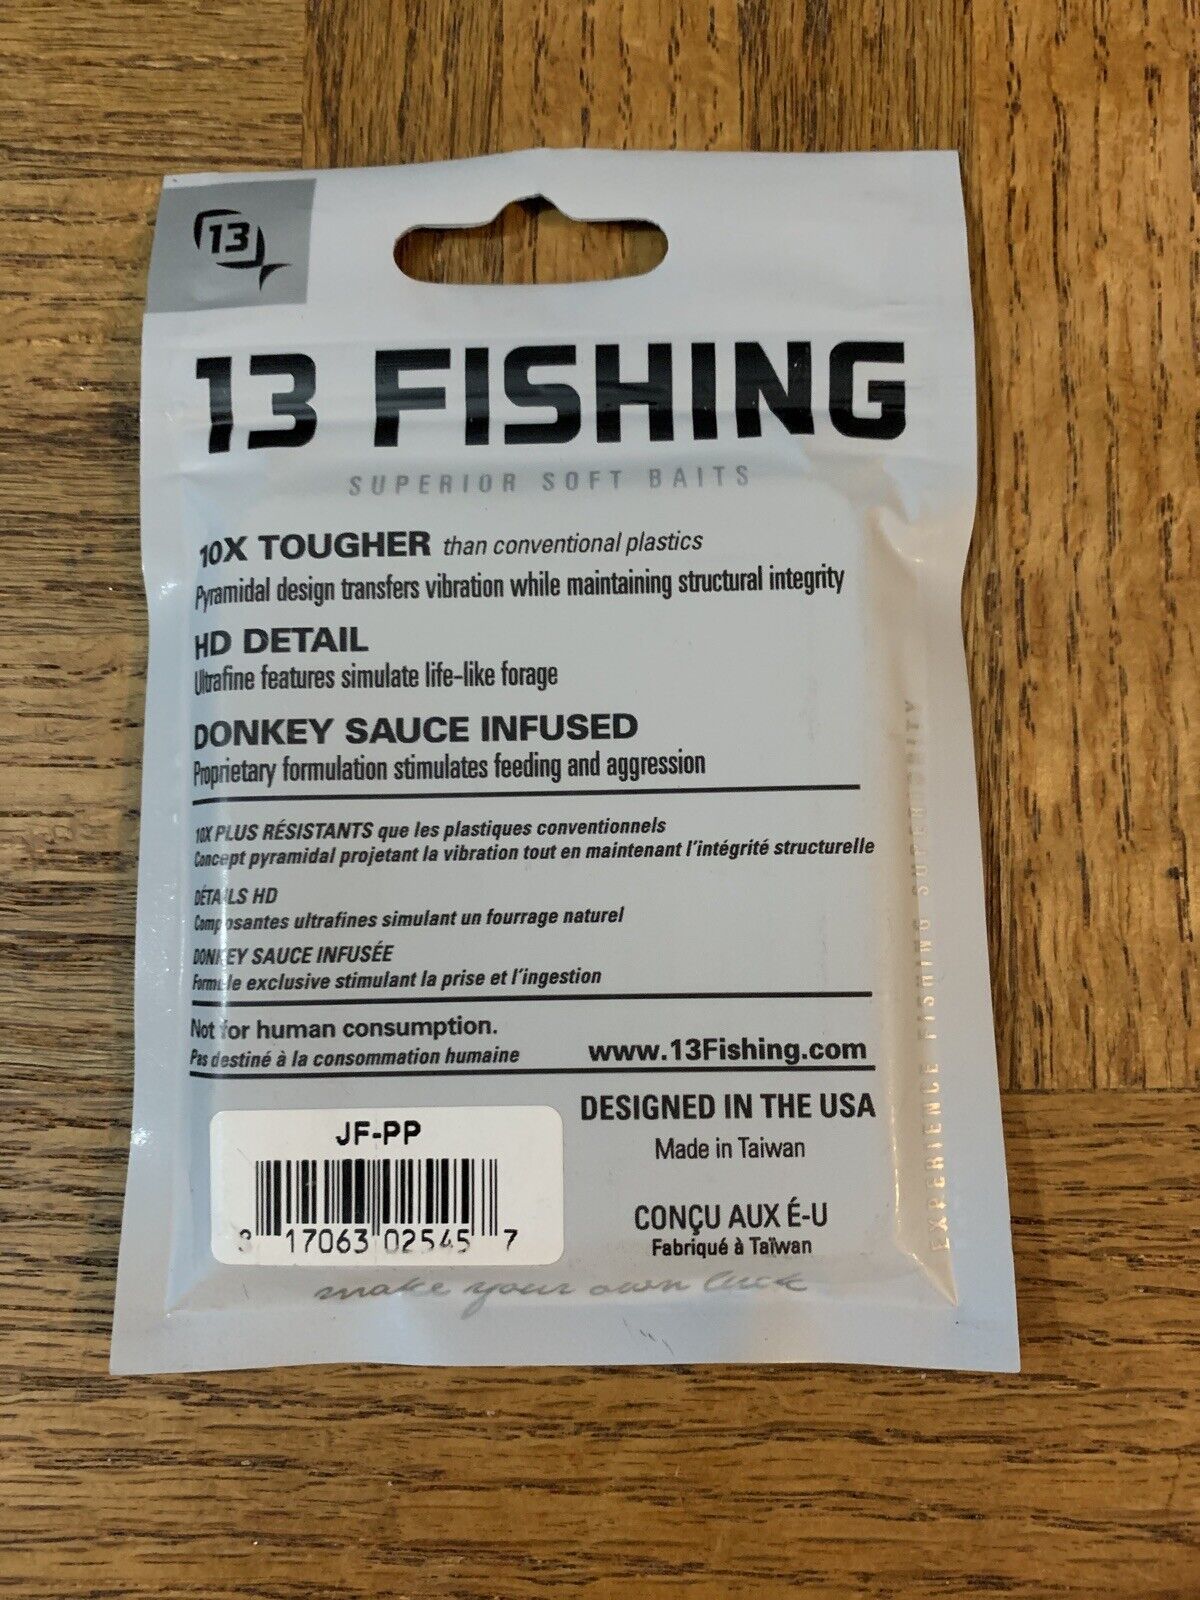 13
13 FISHING
SUPERIOR SOFT BAITS
10X TOUGHER than conventional plastics
Pyramidal design transfers vibration while maintaining structural integrity
HD DETAIL
Ultrafine features simulate life-like forage
DONKEY SAUCE INFUSED
Proprietary formulation stimulates feeding and aggression
10X PLUS RÉSISTANTS que les plastiques conventionnels
Concept pyramidal projetant la vibration tout en maintenant l'intégrité structurelle
DÉTAILS HD
Composantes ultrafines simulant un fourrage naturel
DONKEY SAUCE INFUSÉE
Formule exclusive stimulant la prise et l'ingestion
Not for human consumption.
Pas destiné à la consommation humaine
www.13Fishing.com
DESIGNED IN THE USA
Made in Taiwan
CONÇU AUX É-U
Fabriqué à Taïwan
JF-PP
8 17063 02545 7
make your own luck
EXPERIENCE FISHING SUPERIORITY